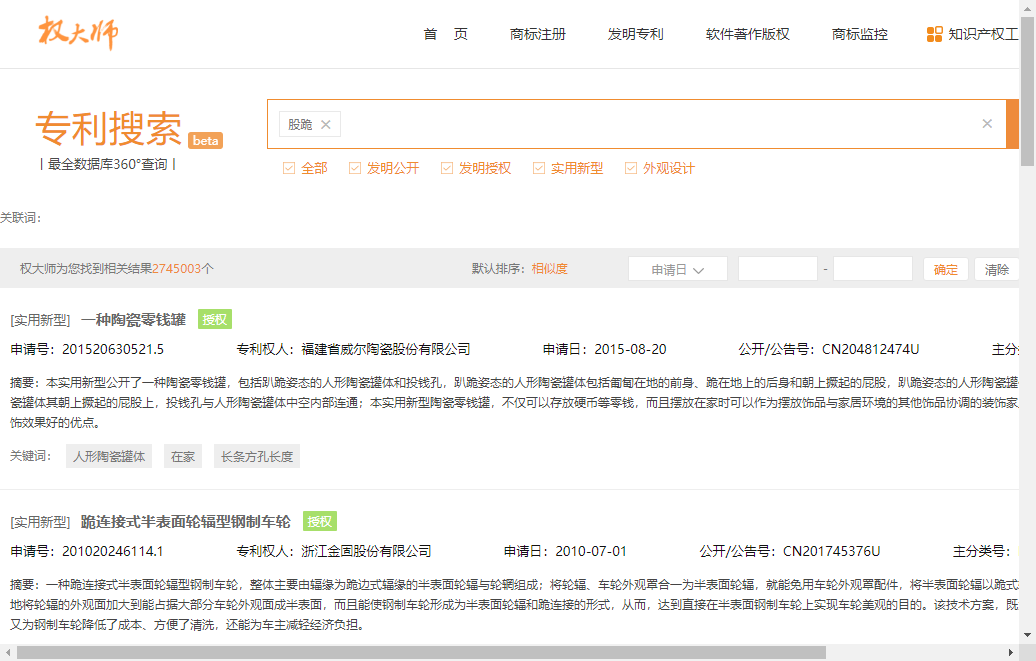 权大师
首 页 商标注册 发明专利 软件著作版权 商标监控 知识产权工
专利搜索 beta
| 最全数据库360°查询 |
股跪
全部 发明公开 发明授权 实用新型 外观设计
关联词：
权大师为您找到相关结果2745003个 默认排序：相似度 申请日 - 确定 清除
[实用新型] 一种陶瓷零钱罐 授权
申请号：201520630521.5 专利权人：福建省威尔陶瓷股份有限公司 申请日：2015-08-20 公开/公告号：CN204812474U 主分
摘要：本实用新型公开了一种陶瓷零钱罐，包括趴跪姿态的人形陶瓷罐体和投钱孔，趴跪姿态的人形陶瓷罐体包括匍匐在地的前身、跪在地上的后身和朝上撅起的屁股，趴跪姿态的人形陶瓷罐
瓷罐体其朝上撅起的屁股上，投钱孔与人形陶瓷罐体中空内部连通；本实用新型陶瓷零钱罐，不仅可以存放硬币等零钱，而且摆放在家时可以作为摆放饰品与家居环境的其他饰品协调的装饰家
饰效果好的优点。
关键词： 人形陶瓷罐体 在家 长条方孔长度
[实用新型] 跪连接式半表面轮辐型钢制车轮 授权
申请号：201020246114.1 专利权人：浙江金固股份有限公司 申请日：2010-07-01 公开/公告号：CN201745376U 主分类号：
摘要：一种跪连接式半表面轮辐型钢制车轮，整体主要由辐缘为跪边式辐缘的半表面轮辐与轮辋组成；将轮辐、车轮外观罩合一为半表面轮辐，就能免用车轮外观罩配件，将半表面轮辐以跪式
地将轮辐的外观面加大到能占据大部分车轮外观面成半表面，而且能使钢制车轮形成为半表面轮辐和跪连接的形式，从而，达到直接在半表面钢制车轮上实现车轮美观的目的。该技术方案，既
又为钢制车轮降低了成本、方便了清洗，还能为车主减轻经济负担。